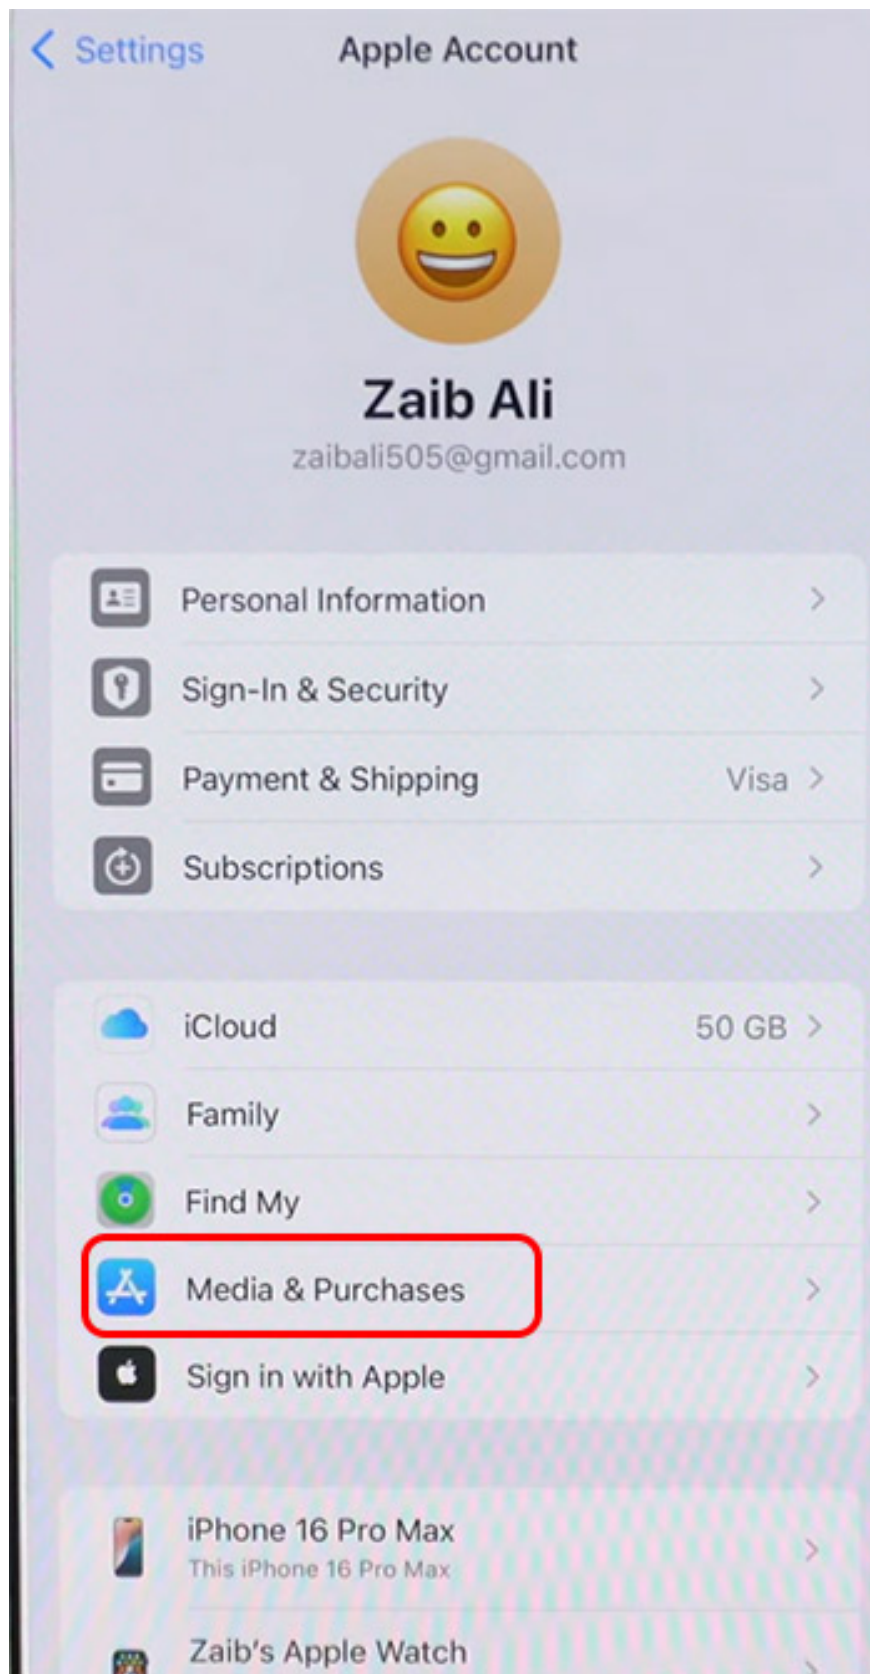 Settings
Apple Account
Zaib Ali
zaibali505@gmail.com
Personal Information
Sign-In & Security
Payment & Shipping Visa
Subscriptions
iCloud 50 GB
Family
Find My
Media & Purchases
Sign in with Apple
iPhone 16 Pro Max
This iPhone 16 Pro Max
Zaib's Apple Watch